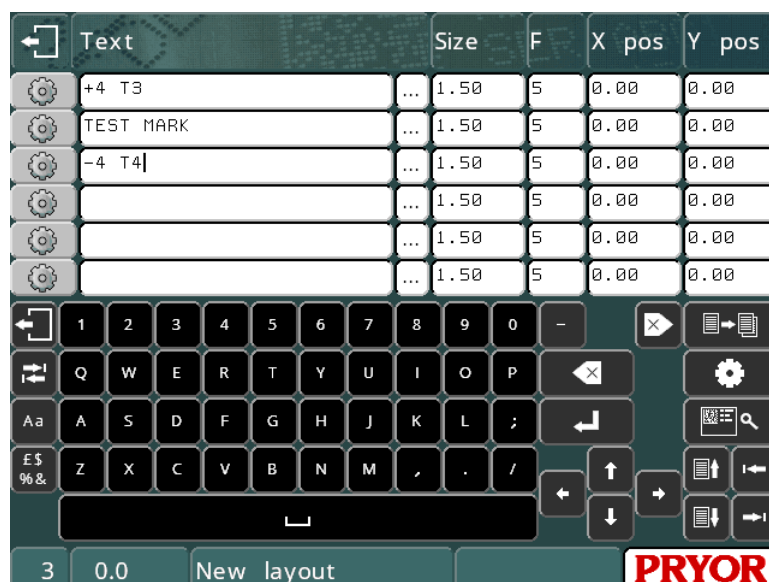 Text Size F X pos Y pos
+4 T3 ... 1.50 5 0.00 0.00
TEST MARK ... 1.50 5 0.00 0.00
-4 T4 ... 1.50 5 0.00 0.00
... 1.50 5 0.00 0.00
... 1.50 5 0.00 0.00
... 1.50 5 0.00 0.00
1 2 3 4 5 6 7 8 9 0 -
Q W E R T Y U I O P
Aa A S D F G H J K L ;
£$ %& Z X C V B N M , . /
3 0.0 New layout PRYOR